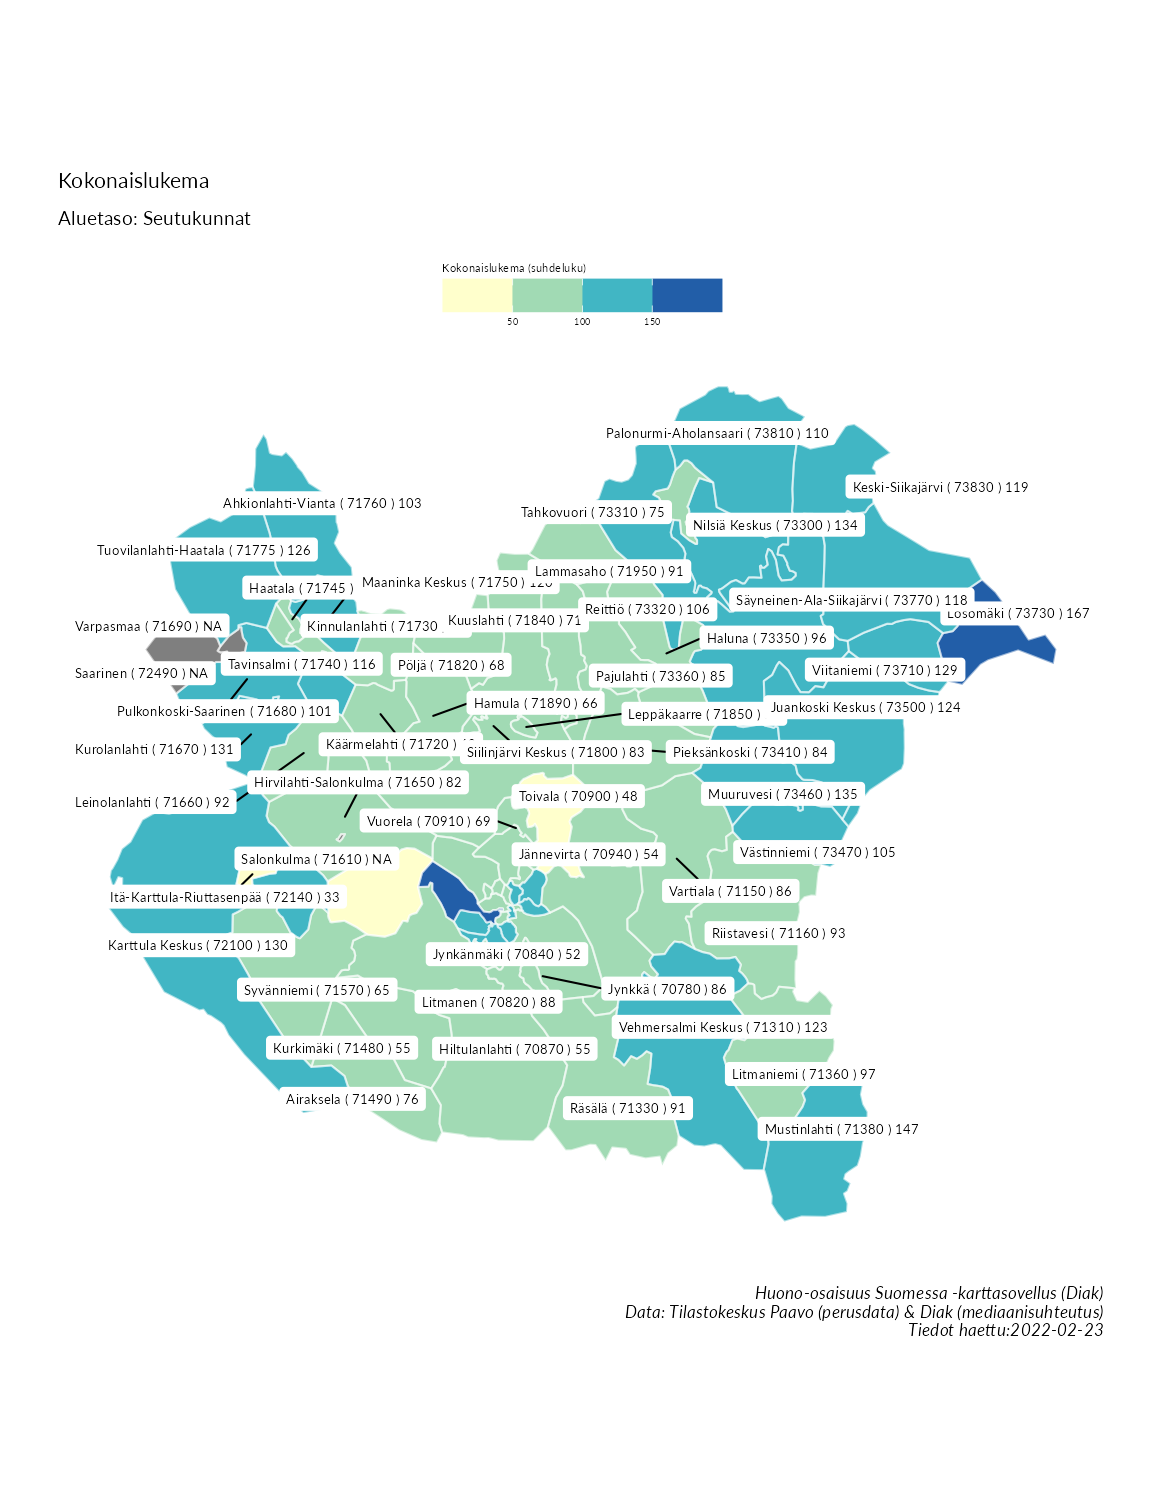 Kokonaislukema
Aluetaso: Seutukunnat
Kokonaislukema (suhdeluku)
50 100 150
Palonurmi-Aholansaari ( 73810 ) 110
Keski-Siikajärvi ( 73830 ) 119
Ahkionlahti-Vianta ( 71760 ) 103
Tahkovuori ( 73310 ) 75
Nilsiä Keskus ( 73300 ) 134
Tuovilanlahti-Haatala ( 71775 ) 126
Lammasaho ( 71950 ) 91
Maaninka Keskus ( 71750 )
Haatala ( 71745 )
Säyneinen-Ala-Siikajärvi ( 73770 ) 118
Reittiö ( 73320 ) 106
Losomäki ( 73730 ) 167
Kuuslahti ( 71840 ) 71
Varpasmaa ( 71690 ) NA
Kinnulanlahti ( 71730
Haluna ( 73350 ) 96
Tavinsalmi ( 71740 ) 116
Pöljä ( 71820 ) 68
Viitaniemi ( 73710 ) 129
Saarinen ( 72490 ) NA
Pajulahti ( 73360 ) 85
Hamula ( 71890 ) 66
Juankoski Keskus ( 73500 ) 124
Pulkonkoski-Saarinen ( 71680 ) 101
Leppäkaarre ( 71850 )
Käärmelahti ( 71720 )
Kurolanlahti ( 71670 ) 131
Siilinjärvi Keskus ( 71800 ) 83
Pieksänkoski ( 73410 ) 84
Hirvilahti-Salonkulma ( 71650 ) 82
Toivala ( 70900 ) 48
Muuruvesi ( 73460 ) 135
Leinolanlahti ( 71660 ) 92
Vuorela ( 70910 ) 69
Jännevirta ( 70940 ) 54
Västinniemi ( 73470 ) 105
Salonkulma ( 71610 ) NA
Vartiala ( 71150 ) 86
Itä-Karttula-Riuttasenpää ( 72140 ) 33
Riistavesi ( 71160 ) 93
Karttula Keskus ( 72100 ) 130
Jynkänmäki ( 70840 ) 52
Syvänniemi ( 71570 ) 65
Jynkkä ( 70780 ) 86
Litmanen ( 70820 ) 88
Vehmersalmi Keskus ( 71310 ) 123
Kurkimäki ( 71480 ) 55
Hiltulanlahti ( 70870 ) 55
Litmaniemi ( 71360 ) 97
Airaksela ( 71490 ) 76
Räsälä ( 71330 ) 91
Mustinlahti ( 71380 ) 147
Huono-osaisuus Suomessa -karttasovellus (Diak)
Data: Tilastokeskus Paavo (perusdata) & Diak (mediaanisuhteutus)
Tiedot haettu:2022-02-23